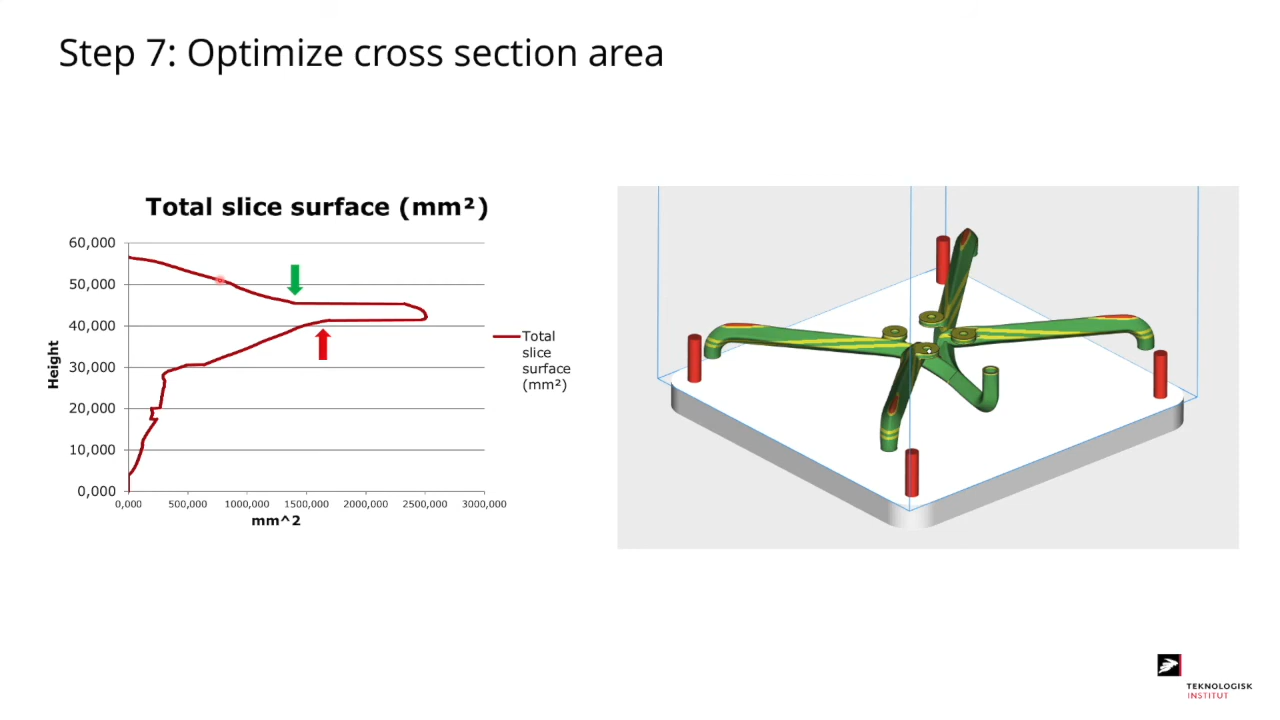 Step 7: Optimize cross section area
Total slice surface (mm²)
60,000
50,000
40,000
30,000
20,000
10,000
0,000
Height
0,000 500,000 1000,000 1500,000 2000,000 2500,000 3000,000
mm^2
Total
slice
surface
(mm²)
TEKNOLOGISK
INSTITUT